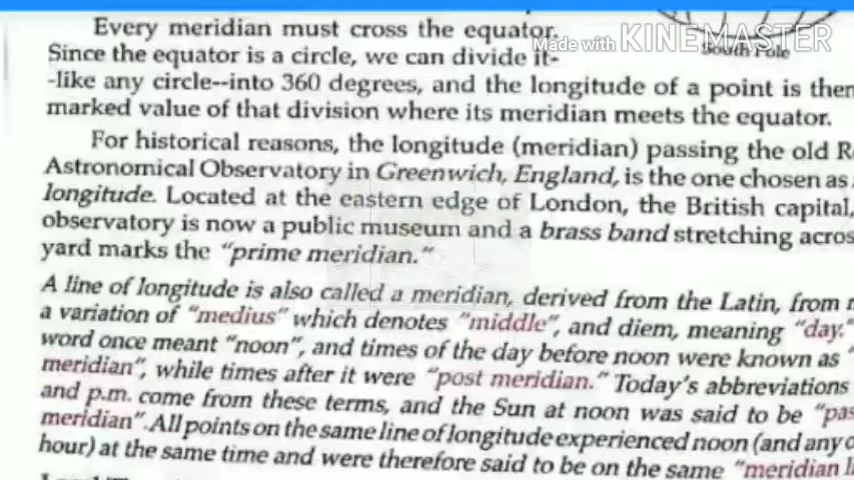 Every meridian must cross the equator.
Made with KINEMASTER
South Pole
Since the equator is a circle, we can divide it-
-like any circle--into 360 degrees, and the longitude of a point is then
marked value of that division where its meridian meets the equator.
For historical reasons, the longitude (meridian) passing the old R
Astronomical Observatory in Greenwich, England, is the one chosen as
longitude. Located at the eastern edge of London, the British capital,
observatory is now a public museum and a brass band stretching acros
yard marks the "prime meridian."
A line of longitude is also called a meridian, derived from the Latin, from
a variation of "medius" which denotes "middle", and diem, meaning "day."
word once meant "noon", and times of the day before noon were known as "
meridian", while times after it were "post meridian." Today's abbreviations
and p.m. come from these terms, and the Sun at noon was said to be "pas
meridian". All points on the same line of longitude experienced noon (and any o
hour) at the same time and were therefore said to be on the same "meridian li